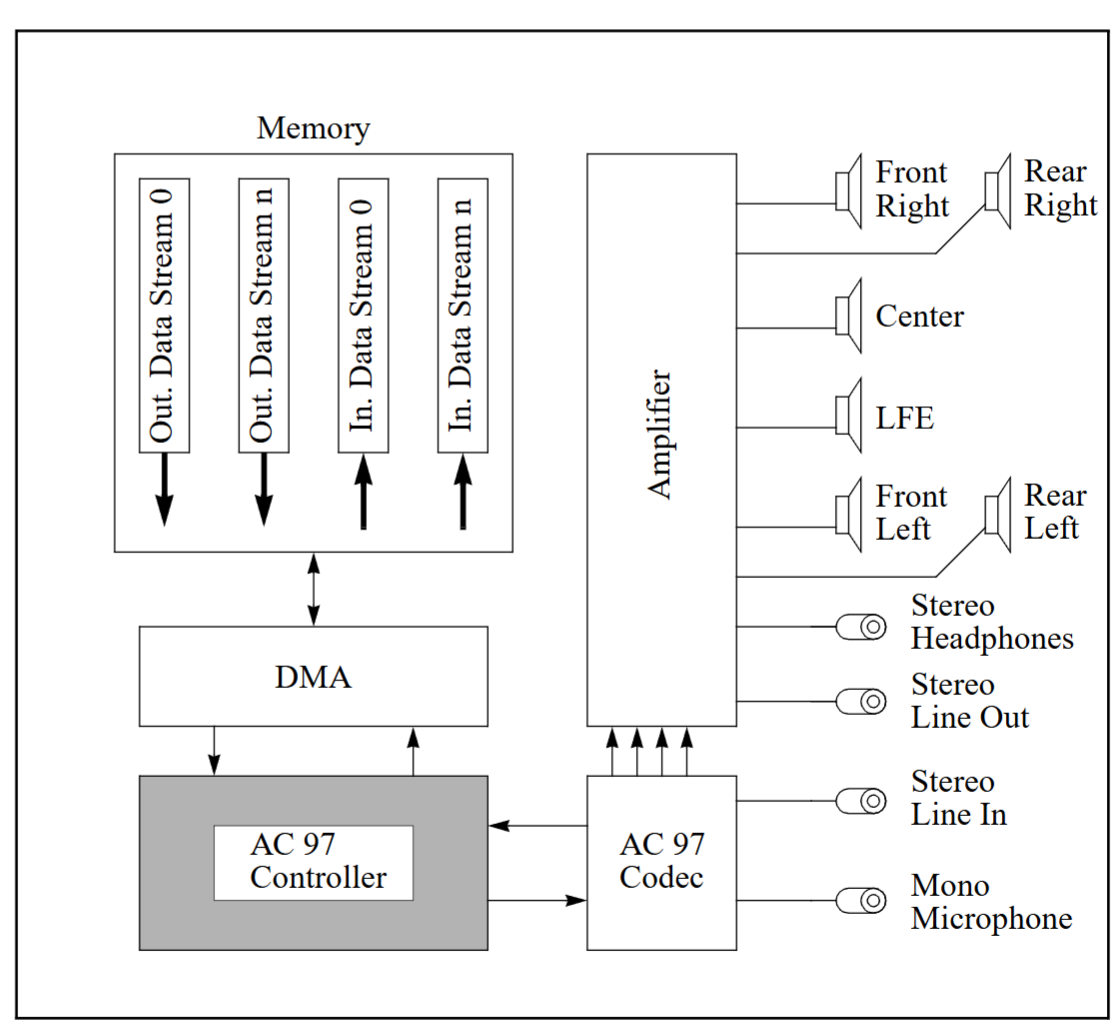 Memory
Out. Data Stream 0
Out. Data Stream n
In. Data Stream 0
In. Data Stream n
DMA
AC 97
Controller
Amplifier
AC 97
Codec
Front
Right
Rear
Right
Center
LFE
Front
Left
Rear
Left
Stereo
Headphones
Stereo
Line Out
Stereo
Line In
Mono
Microphone